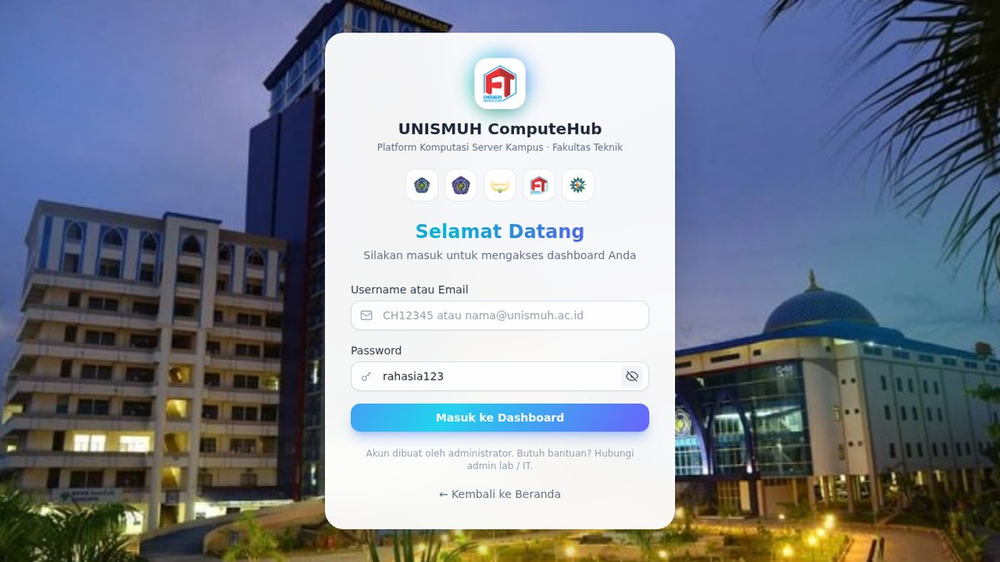 UNISMUH MAKASSAR
UNISMUH ComputeHub
Platform Komputasi Server Kampus · Fakultas Teknik
Selamat Datang
Silakan masuk untuk mengakses dashboard Anda
Username atau Email
CH12345 atau nama@unismuh.ac.id
Password
rahasia123
Masuk ke Dashboard
Akun dibuat oleh administrator. Butuh bantuan? Hubungi
admin lab / IT.
← Kembali ke Beranda